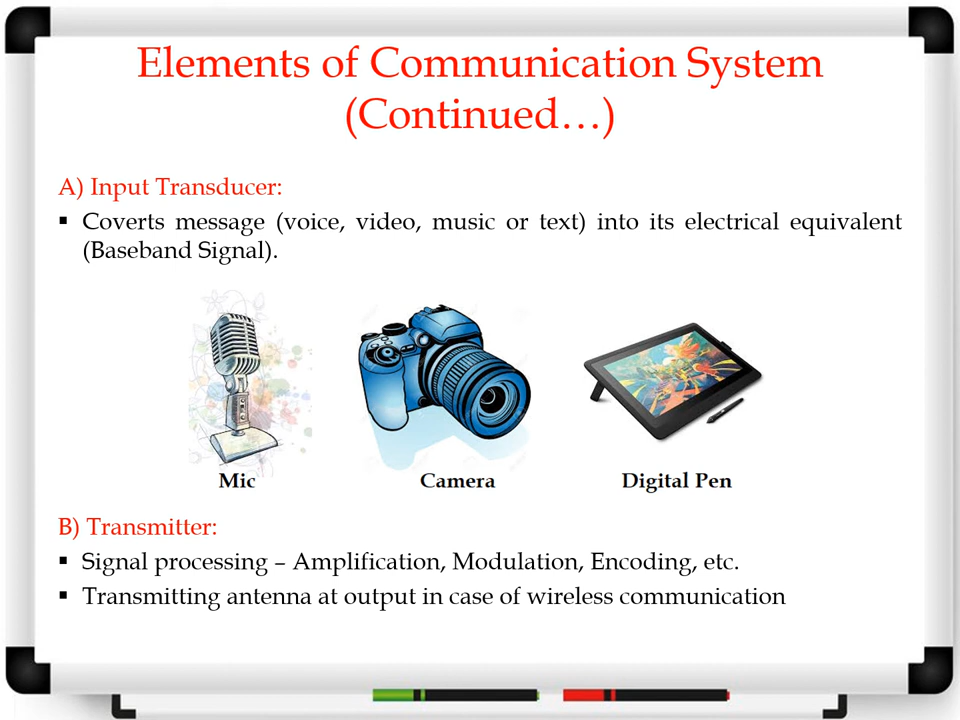 Elements of Communication System
(Continued…)
A) Input Transducer:
▪ Coverts message (voice, video, music or text) into its electrical equivalent
(Baseband Signal).
Mic
Camera
Digital Pen
B) Transmitter:
▪ Signal processing – Amplification, Modulation, Encoding, etc.
▪ Transmitting antenna at output in case of wireless communication